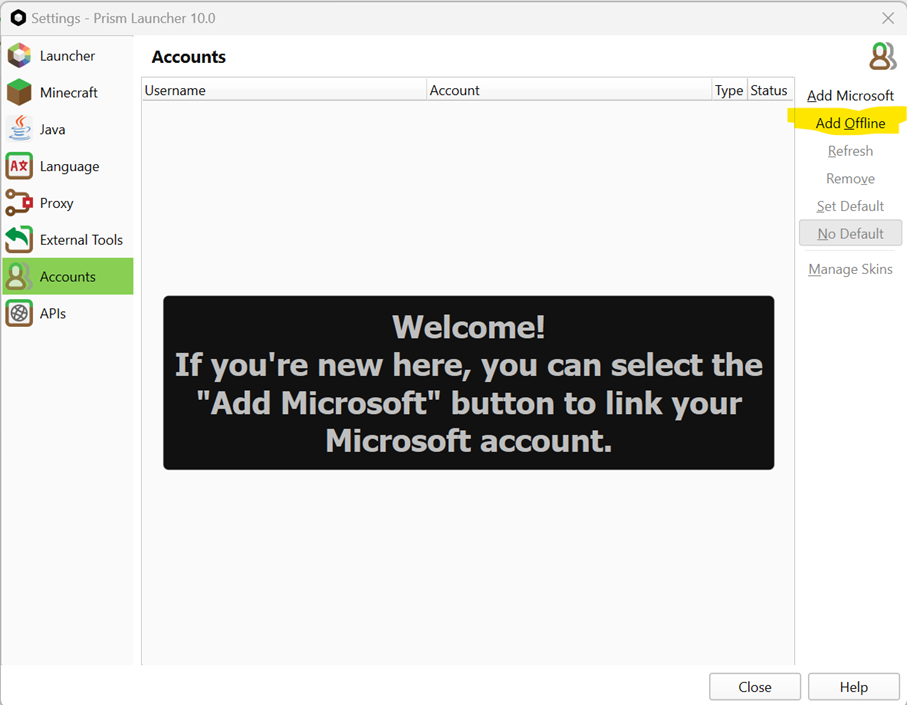 Settings - Prism Launcher 10.0
Launcher
Minecraft
Java
Language
Proxy
External Tools
Accounts
APIs
Accounts
Username Account Type Status
Welcome!
If you're new here, you can select the
"Add Microsoft" button to link your
Microsoft account.
Add Microsoft
Add Offline
Refresh
Remove
Set Default
No Default
Manage Skins
Close Help